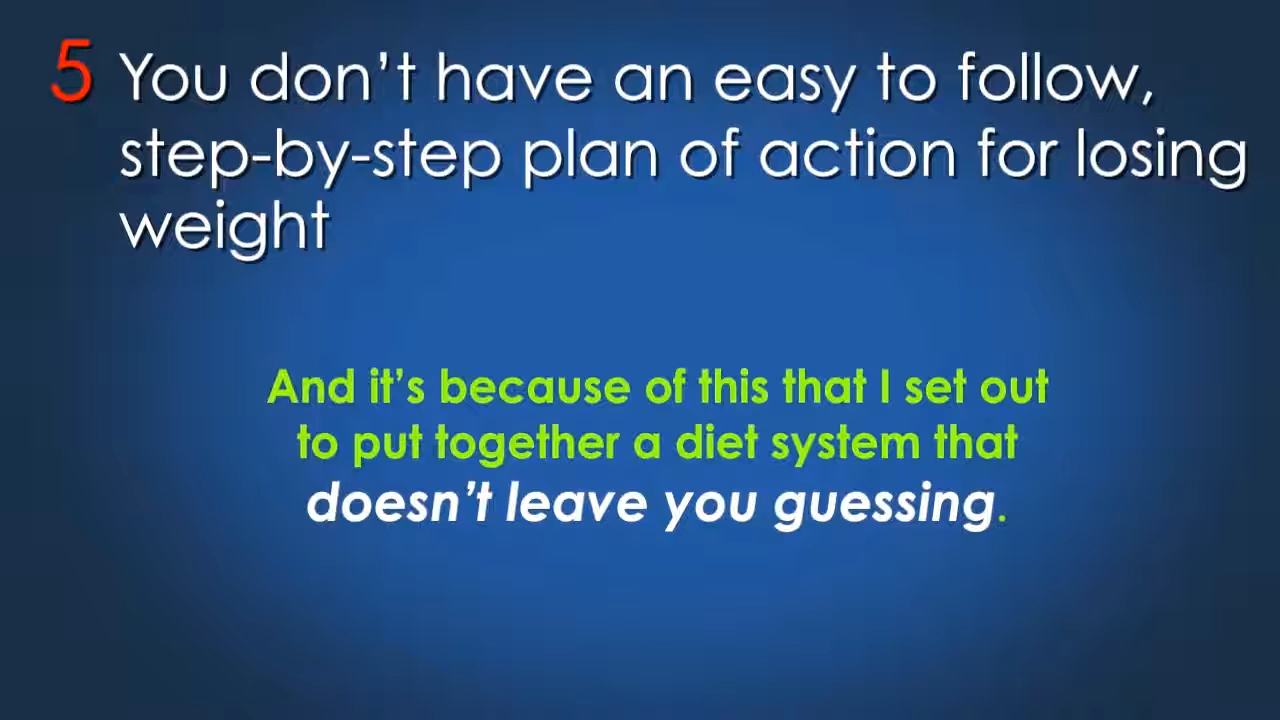 5 You don’t have an easy to follow,
step-by-step plan of action for losing
weight
And it’s because of this that I set out
to put together a diet system that
doesn’t leave you guessing.